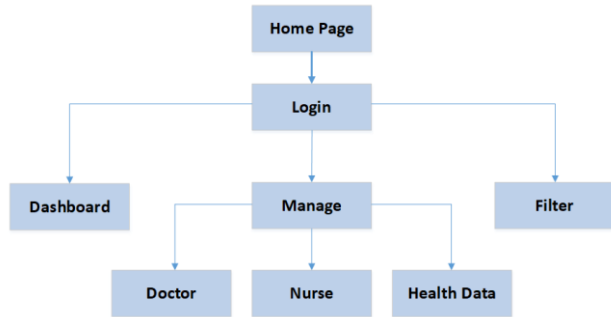 Home Page
Login
Dashboard
Manage
Filter
Doctor
Nurse
Health Data